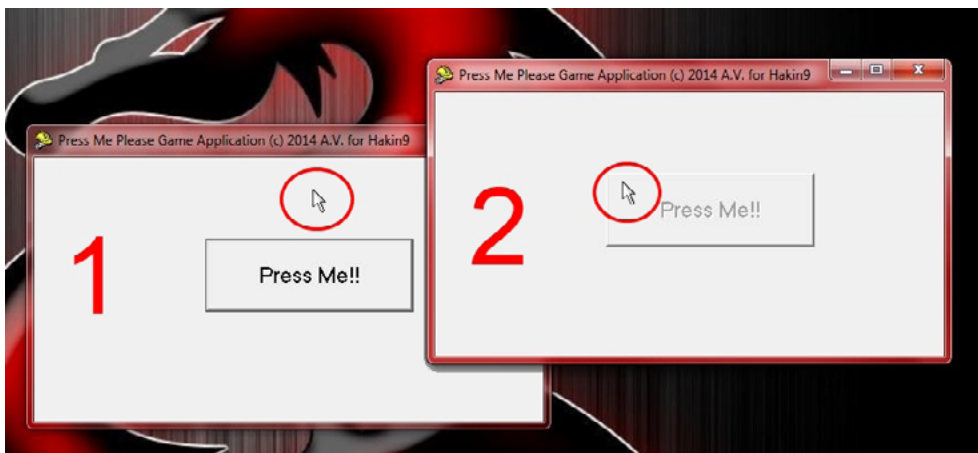 Press Me Please Game Application (c) 2014 A.V. for Hakin9
1
Press Me!!
Press Me Please Game Application (c) 2014 A.V. for Hakin9
2
Press Me!!